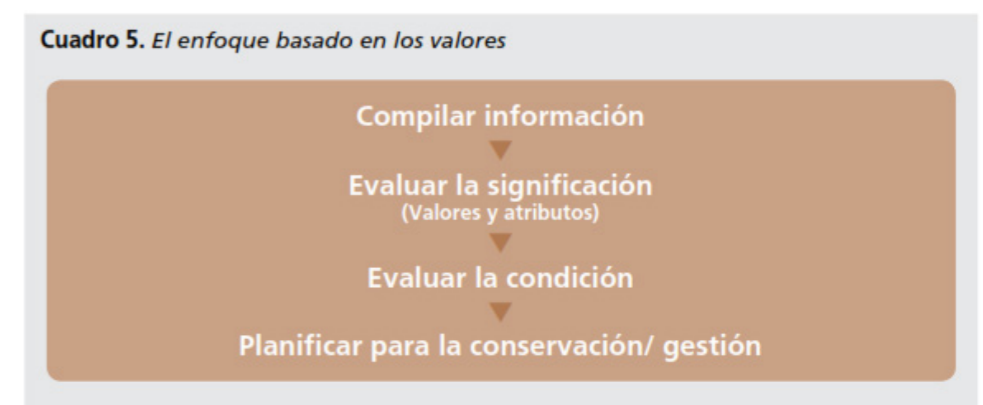 Cuadro 5. El enfoque basado en los valores
Compilar información
Evaluar la significación
(Valores y atributos)
Evaluar la condición
Planificar para la conservación/ gestión